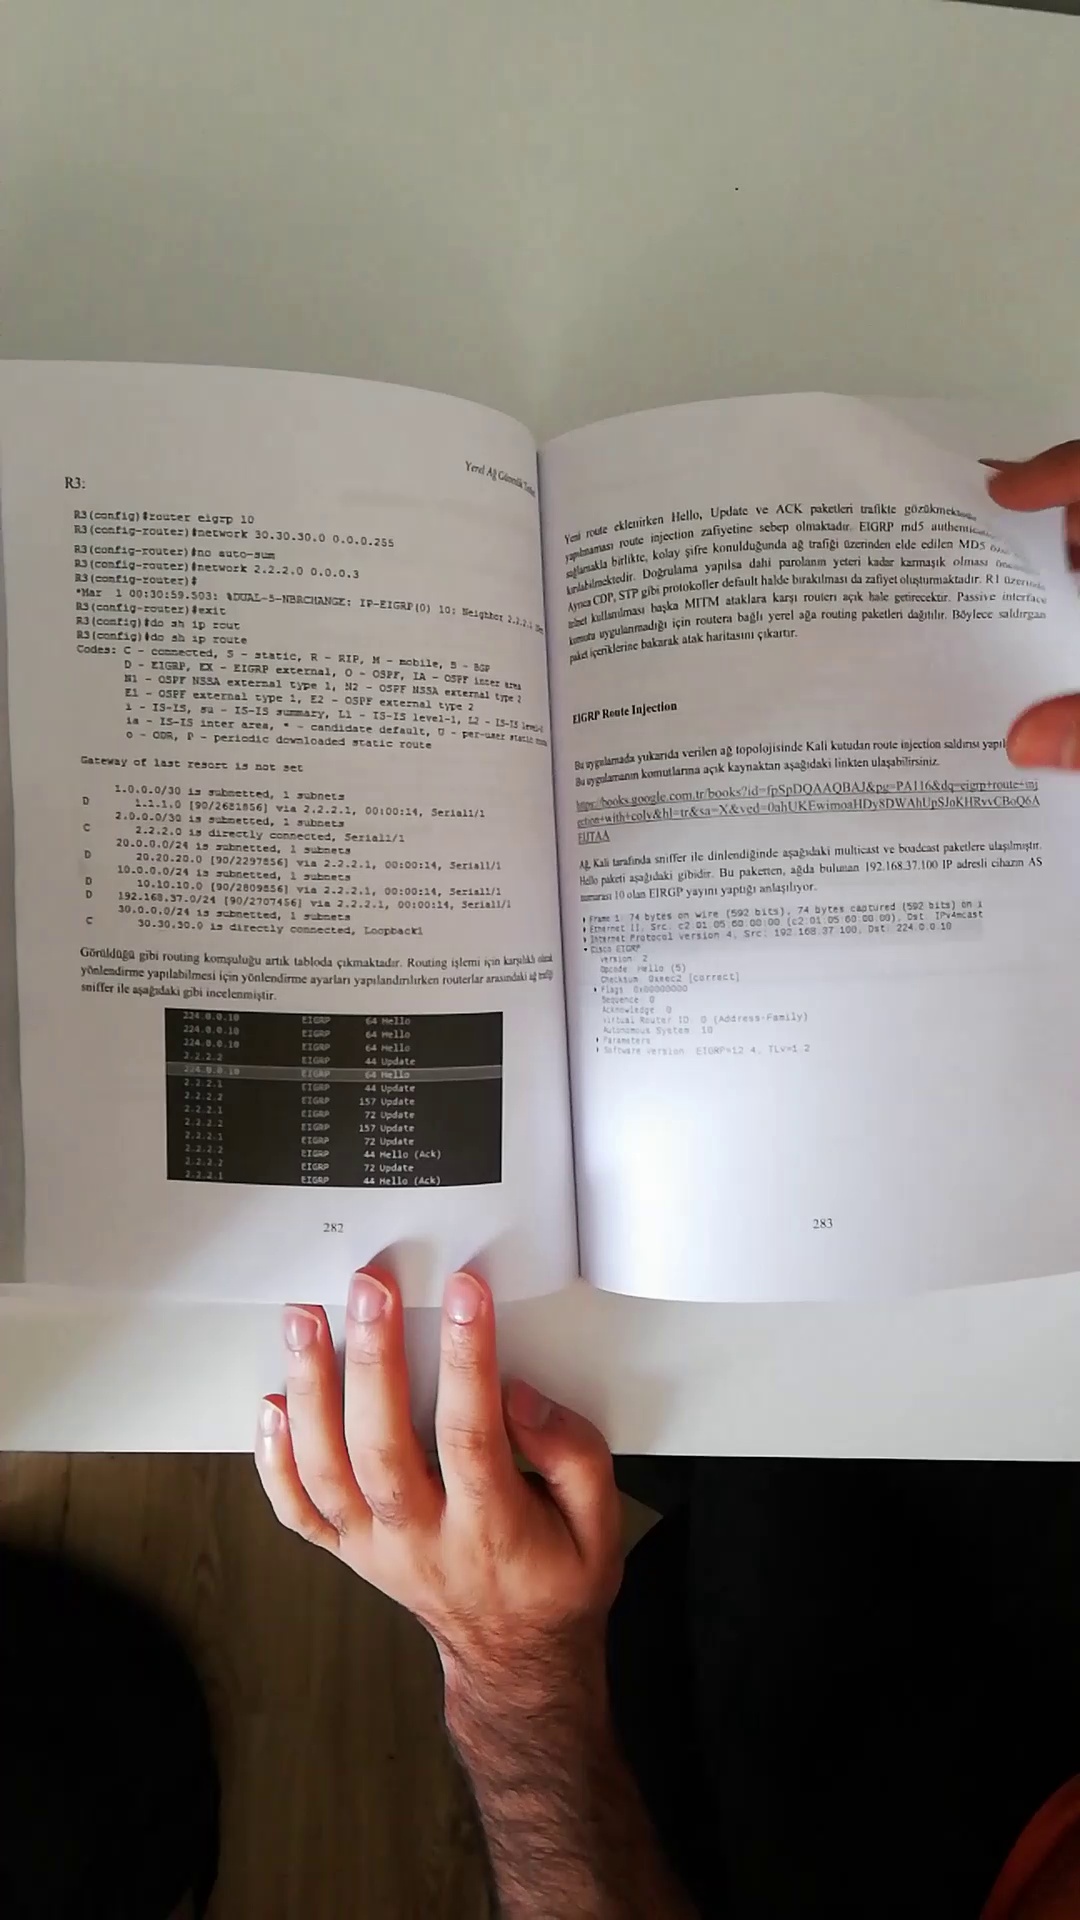 Yerel Ağ Güvenlik
R3:
R3(config)#router eigrp 10
R3(config-router)#network 30.30.30.0 0.0.0.255
R3(config-router)#no auto-sum
R3(config-router)#network 2.2.2.0 0.0.0.3
R3(config-router)#
*Mar 1 00:30:59.503: %DUAL-5-NBRCHANGE: IP-EIGRP(0) 10: Neighbor 2.2.2.1
R3(config-router)#exit
R3(config)#do sh ip rout
R3(config)#do sh ip route
Codes: C - connected, S - static, R - RIP, M - mobile, B - BGP
D - EIGRP, EX - EIGRP external, O - OSPF, IA - OSPF inter area
N1 - OSPF NSSA external type 1, N2 - OSPF NSSA external type 2
E1 - OSPF external type 1, E2 - OSPF external type 2
i - IS-IS, su - IS-IS summary, L1 - IS-IS level-1, L2 - IS-IS
ia - IS-IS inter area, * - candidate default, U - per-user static
o - ODR, P - periodic downloaded static route
Gateway of last resort is not set
1.0.0.0/30 is subnetted, 1 subnets
D 1.1.1.0 [90/2681856] via 2.2.2.1, 00:00:14, Serial1/1
2.0.0.0/30 is subnetted, 1 subnets
C 2.2.2.0 is directly connected, Serial1/1
20.0.0.0/24 is subnetted, 1 subnets
D 20.20.20.0 [90/2297856] via 2.2.2.1, 00:00:14, Serial1/1
10.0.0.0/24 is subnetted, 1 subnets
D 10.10.10.0 [90/2809856] via 2.2.2.1, 00:00:14, Serial1/1
D 192.168.37.0/24 [90/2707456] via 2.2.2.1, 00:00:14, Serial1/1
30.0.0.0/24 is subnetted, 1 subnets
C 30.30.30.0 is directly connected, Loopback1
Görüldüğü gibi routing komşuluğu artık tabloda çıkmaktadır. Routing işlemi için karşılıklı olarak
yönlendirme yapılabilmesi için yönlendirme ayarları yapılandırılırken routerlar arasındaki ağ trafiği
sniffer ile aşağıdaki gibi incelenmiştir.
224.0.0.10 EIGRP 64 Hello
224.0.0.10 EIGRP 64 Hello
224.0.0.10 EIGRP 64 Hello
2.2.2.2 EIGRP 44 Update
224.0.0.10 EIGRP 64 Hello
2.2.2.1 EIGRP 44 Update
2.2.2.2 EIGRP 157 Update
2.2.2.1 EIGRP 72 Update
2.2.2.2 EIGRP 157 Update
2.2.2.1 EIGRP 72 Update
2.2.2.2 EIGRP 44 Hello (Ack)
2.2.2.2 EIGRP 72 Update
2.2.2.1 EIGRP 44 Hello (Ack)
282
Yeni route eklenirken Hello, Update ve ACK paketleri trafikte
yapılmaması route injection zafiyetine sebep olmaktadır. EIGRP md5
sağlamakla birlikte, kolay şifre konulduğunda ağ trafiği üzerinden elde edilen MD5
kırılabilmektedir. Doğrulama yapılsa dahi parolanın yeteri kadar karmaşık olması
Ayrıca CDP, STP gibi protokoller default halde bırakılması da zafiyet oluşturmaktadır. R1
telnet kullanılması başka MITM ataklara karşı routerı açık hale getirecektir. Passive interface
komutu uygulanmadığı için routera bağlı yerel ağa routing paketleri dağıtılır. Böylece saldırgan
paket içeriklerine bakarak atak haritasını çıkartır.
EIGRP Route Injection
Bu uygulamada yukarıda verilen ağ topolojisinde Kali kutudan route injection saldırısı
Bu uygulamanın komutlarına açık kaynaktan aşağıdaki linkten ulaşabilirsiniz.
https://books.google.com.tr/books?id=fpSpDQAAQBAJ&pg=PA116&dq=eigrp+route+inj
ection+with+colv&hl=tr&sa=X&ved=0ahUKEwimoaHDy8DWAhUpSJoKHRvvCBoQ6A
EIJTAA
Ağ, Kali tarafında sniffer ile dinlendiğinde aşağıdaki multicast ve boadcast paketlere ulaşılmıştır.
Hello paketi aşağıdaki gibidir. Bu paketten, ağda bulunan 192.168.37.100 IP adresli cihazın AS
numarası 10 olan EIRGP yayını yaptığı anlaşılıyor.
Frame 1: 74 bytes on wire (592 bits), 74 bytes captured (592 bits) on i
Ethernet II, Src: c2:01:05:60:00:00 (c2:01:05:60:00:00), Dst: IPv4mcast
Internet Protocol Version 4, Src: 192.168.37.100, Dst: 224.0.0.10
Cisco EIGRP
Version: 2
Opcode: Hello (5)
Checksum: 0xeec2 [correct]
Flags: 0x00000000
Sequence: 0
Acknowledge: 0
Virtual Router ID: 0 (Address-Family)
Autonomous System: 10
Parameters
Software Version: EIGRP=12.4, TLV=1.2
283